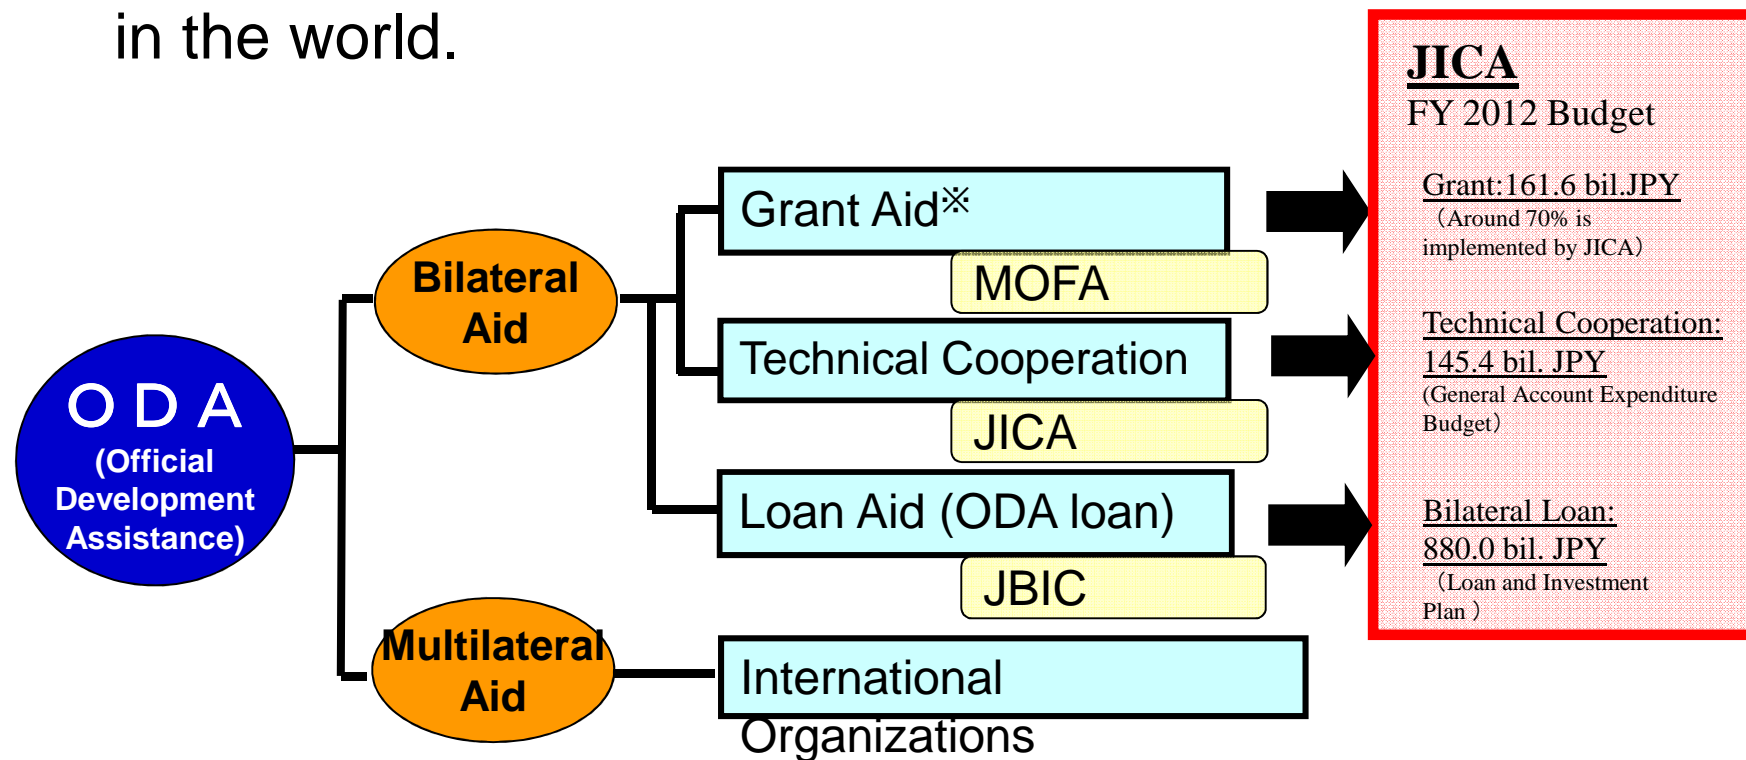 in the world.
ＯＤＡ
(Official
Development
Assistance)
Bilateral
Aid
Multilateral
Aid
Grant Aid※
MOFA
Technical Cooperation
JICA
Loan Aid (ODA loan)
JBIC
International
Organizations
JICA
FY 2012 Budget
Grant:161.6 bil.JPY
（Around 70% is
implemented by JICA）
Technical Cooperation:
145.4 bil. JPY
(General Account Expenditure
Budget）
Bilateral Loan:
880.0 bil. JPY
（Loan and Investment
Plan ）